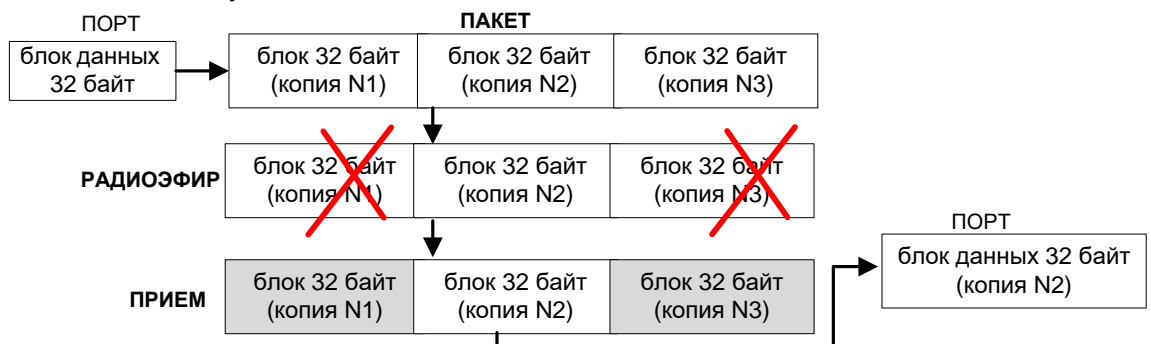 ПОРТ
ПАКЕТ
блок данных
32 байт
блок 32 байт
(копия N1)
блок 32 байт
(копия N2)
блок 32 байт
(копия N3)
РАДИОЭФИР
блок 32 байт
(копия N1)
блок 32 байт
(копия N2)
блок 32 байт
(копия N3)
ПОРТ
блок данных 32 байт
(копия N2)
ПРИЕМ
блок 32 байт
(копия N1)
блок 32 байт
(копия N2)
блок 32 байт
(копия N3)